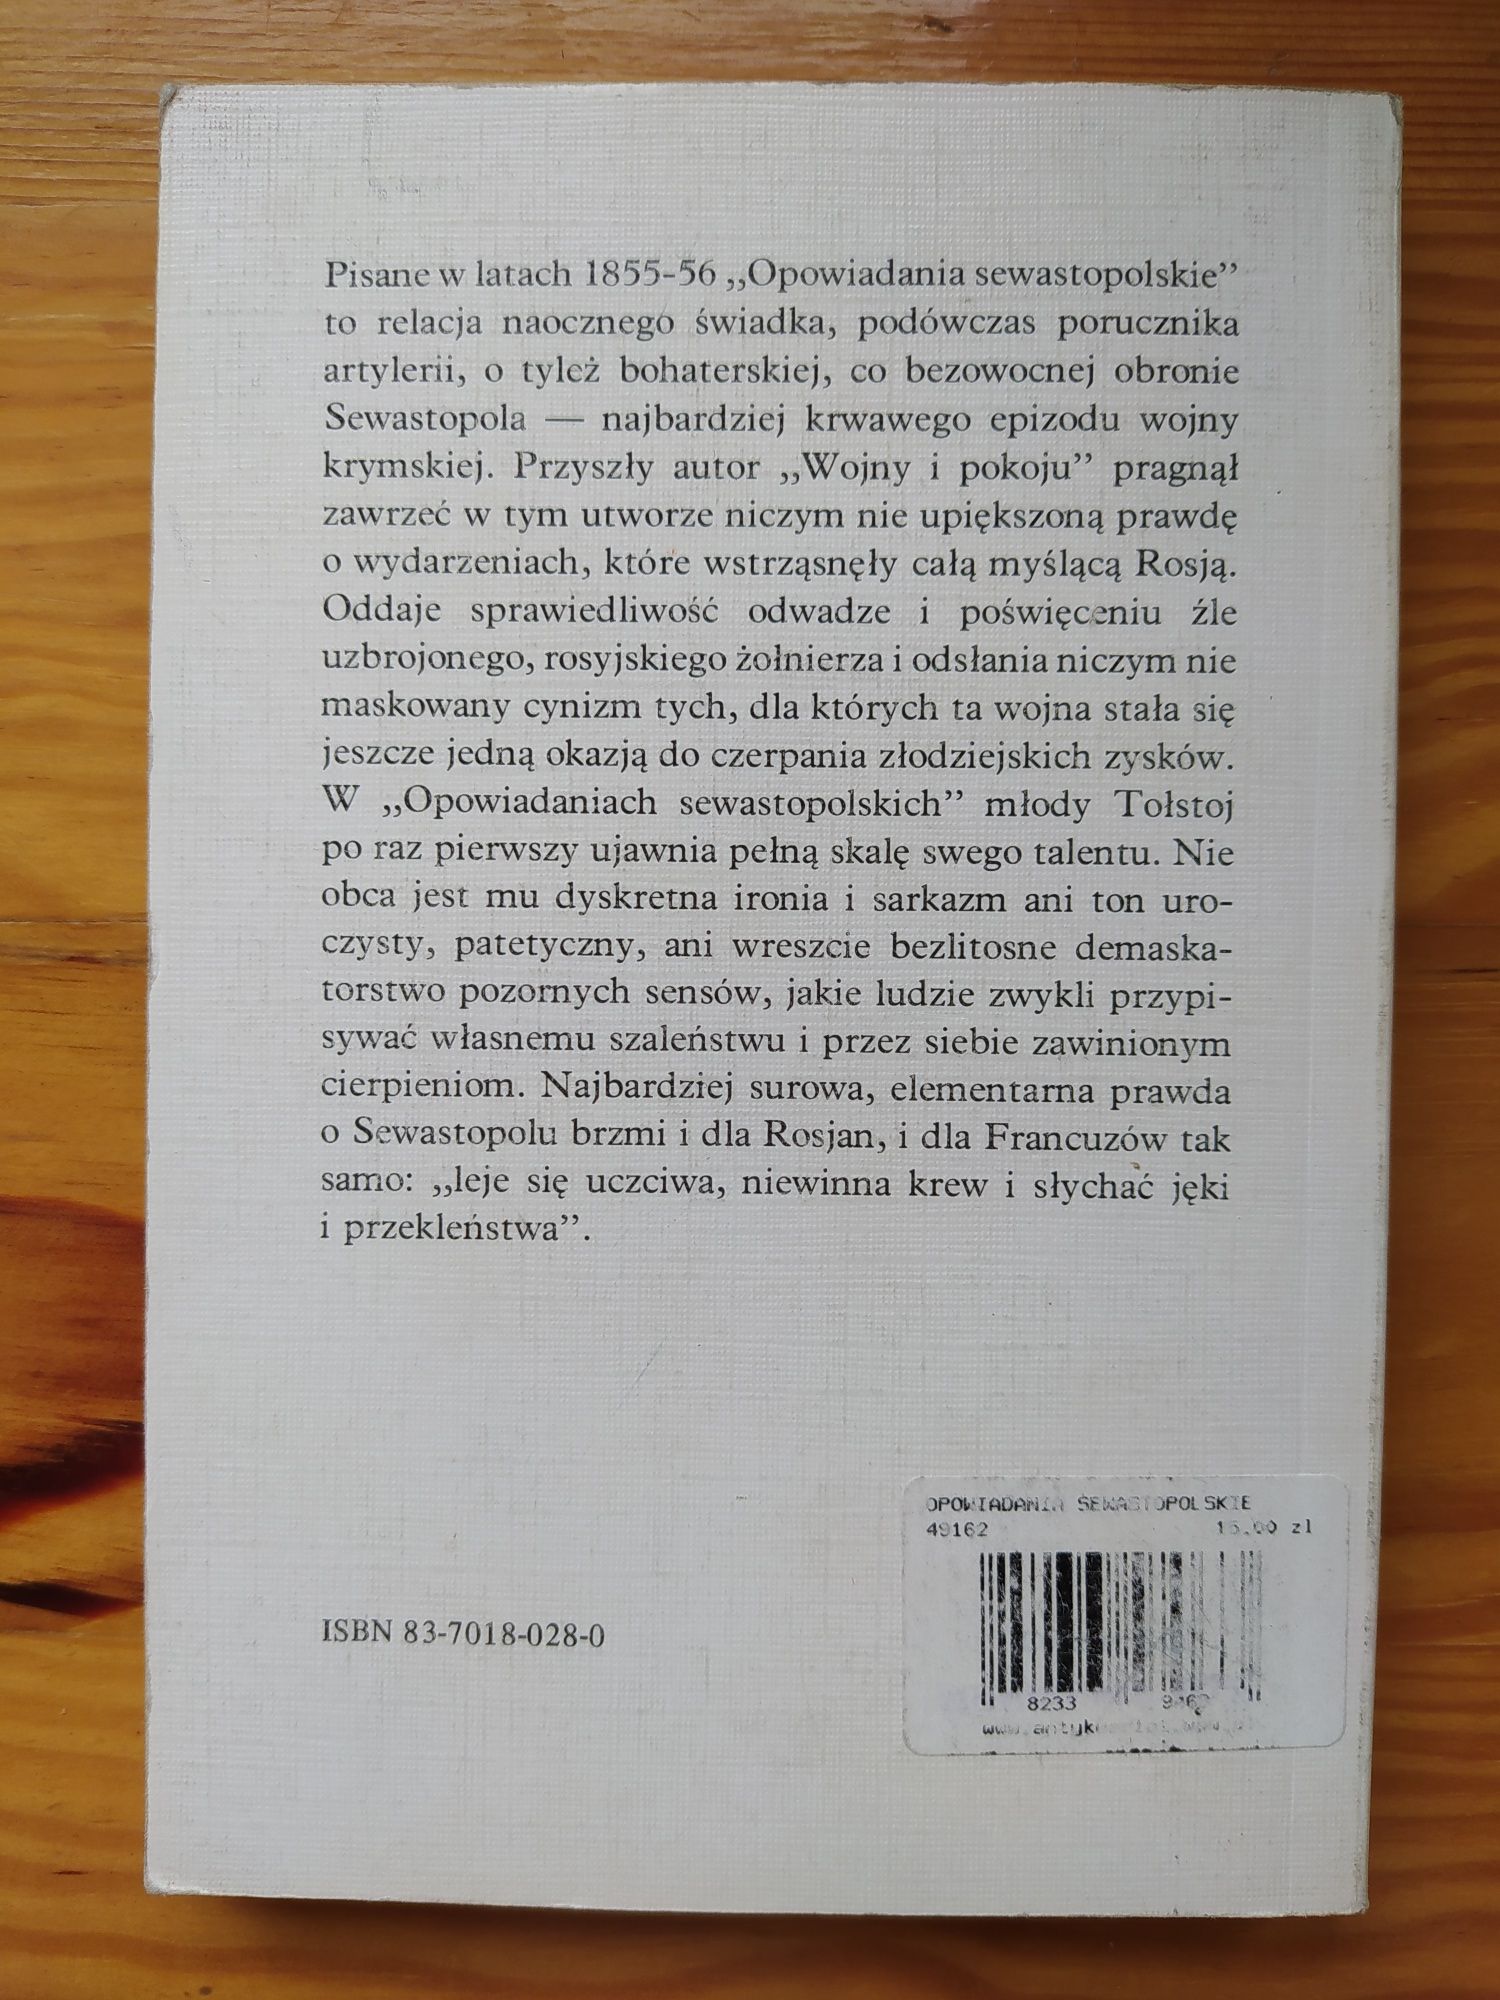 Pisane w latach 1855-56 „Opowiadania sewastopolskie”
to relacja naocznego świadka, podówczas porucznika
artylerii, o tyleż bohaterskiej, co bezowocnej obronie
Sewastopola — najbardziej krwawego epizodu wojny
krymskiej. Przyszły autor „Wojny i pokoju” pragnął
zawrzeć w tym utworze niczym nie upiększoną prawdę
o wydarzeniach, które wstrząsnęły całą myślącą Rosją.
Oddaje sprawiedliwość odwadze i poświęceniu źle
uzbrojonego, rosyjskiego żołnierza i odsłania niczym nie
maskowany cynizm tych, dla których ta wojna stała się
jeszcze jedną okazją do czerpania złodziejskich zysków.
W „Opowiadaniach sewastopolskich” młody Tołstoj
po raz pierwszy ujawnia pełną skalę swego talentu. Nie
obca jest mu dyskretna ironia i sarkazm ani ton uro-
czysty, patetyczny, ani wreszcie bezlitosne demaska-
torstwo pozornych sensów, jakie ludzie zwykli przypi-
sywać własnemu szaleństwu i przez siebie zawinionym
cierpieniom. Najbardziej surowa, elementarna prawda
o Sewastopolu brzmi i dla Rosjan, i dla Francuzów tak
samo: „leje się uczciwa, niewinna krew i słychać jęki
i przekleństwa”.
OPOWIADANIA SEWASTOPOLSKIE
49162 zl
ISBN 83-7018-028-0
8233